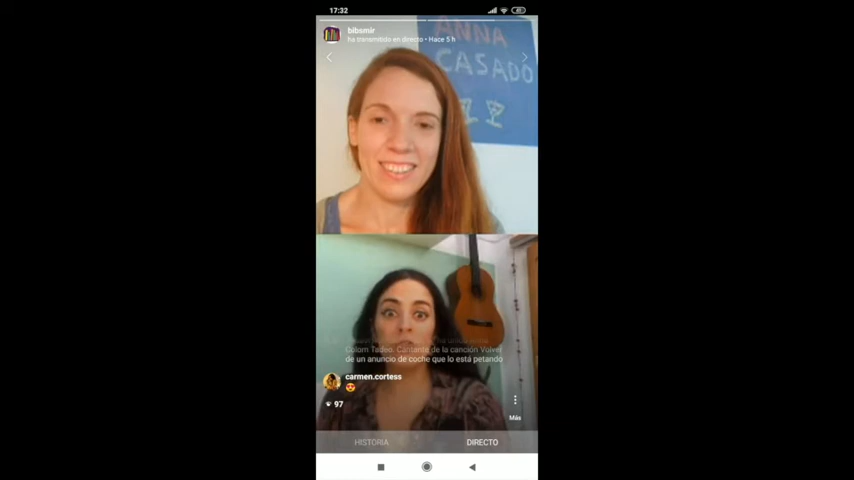 17:32
bibsmir
ha transmitido en directo • Hace 5 h
ANNA
CASADO
Colom Tadeo. Cantante de la canción Volver
de un anuncio de coche que lo está petando
carmen.cortess
97
Más
HISTORIA
DIRECTO